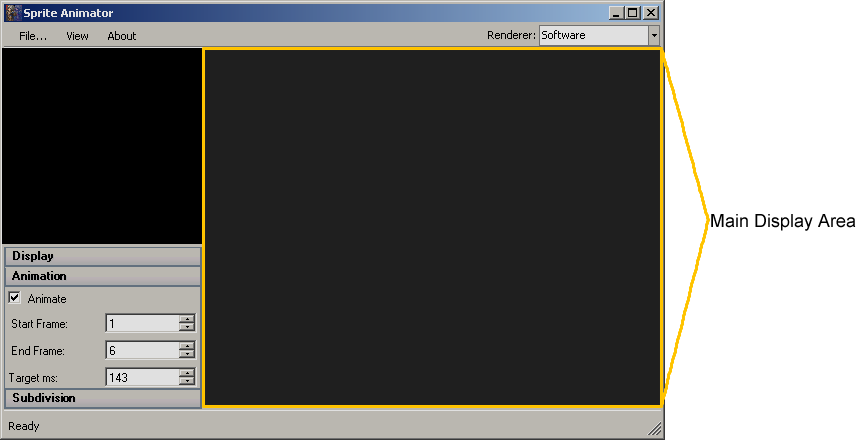 Sprite Animator
File... View About Renderer: Software
Main Display Area
Display
Animation
Animate
Start Frame: 1
End Frame: 6
Target ms: 143
Subdivision
Ready